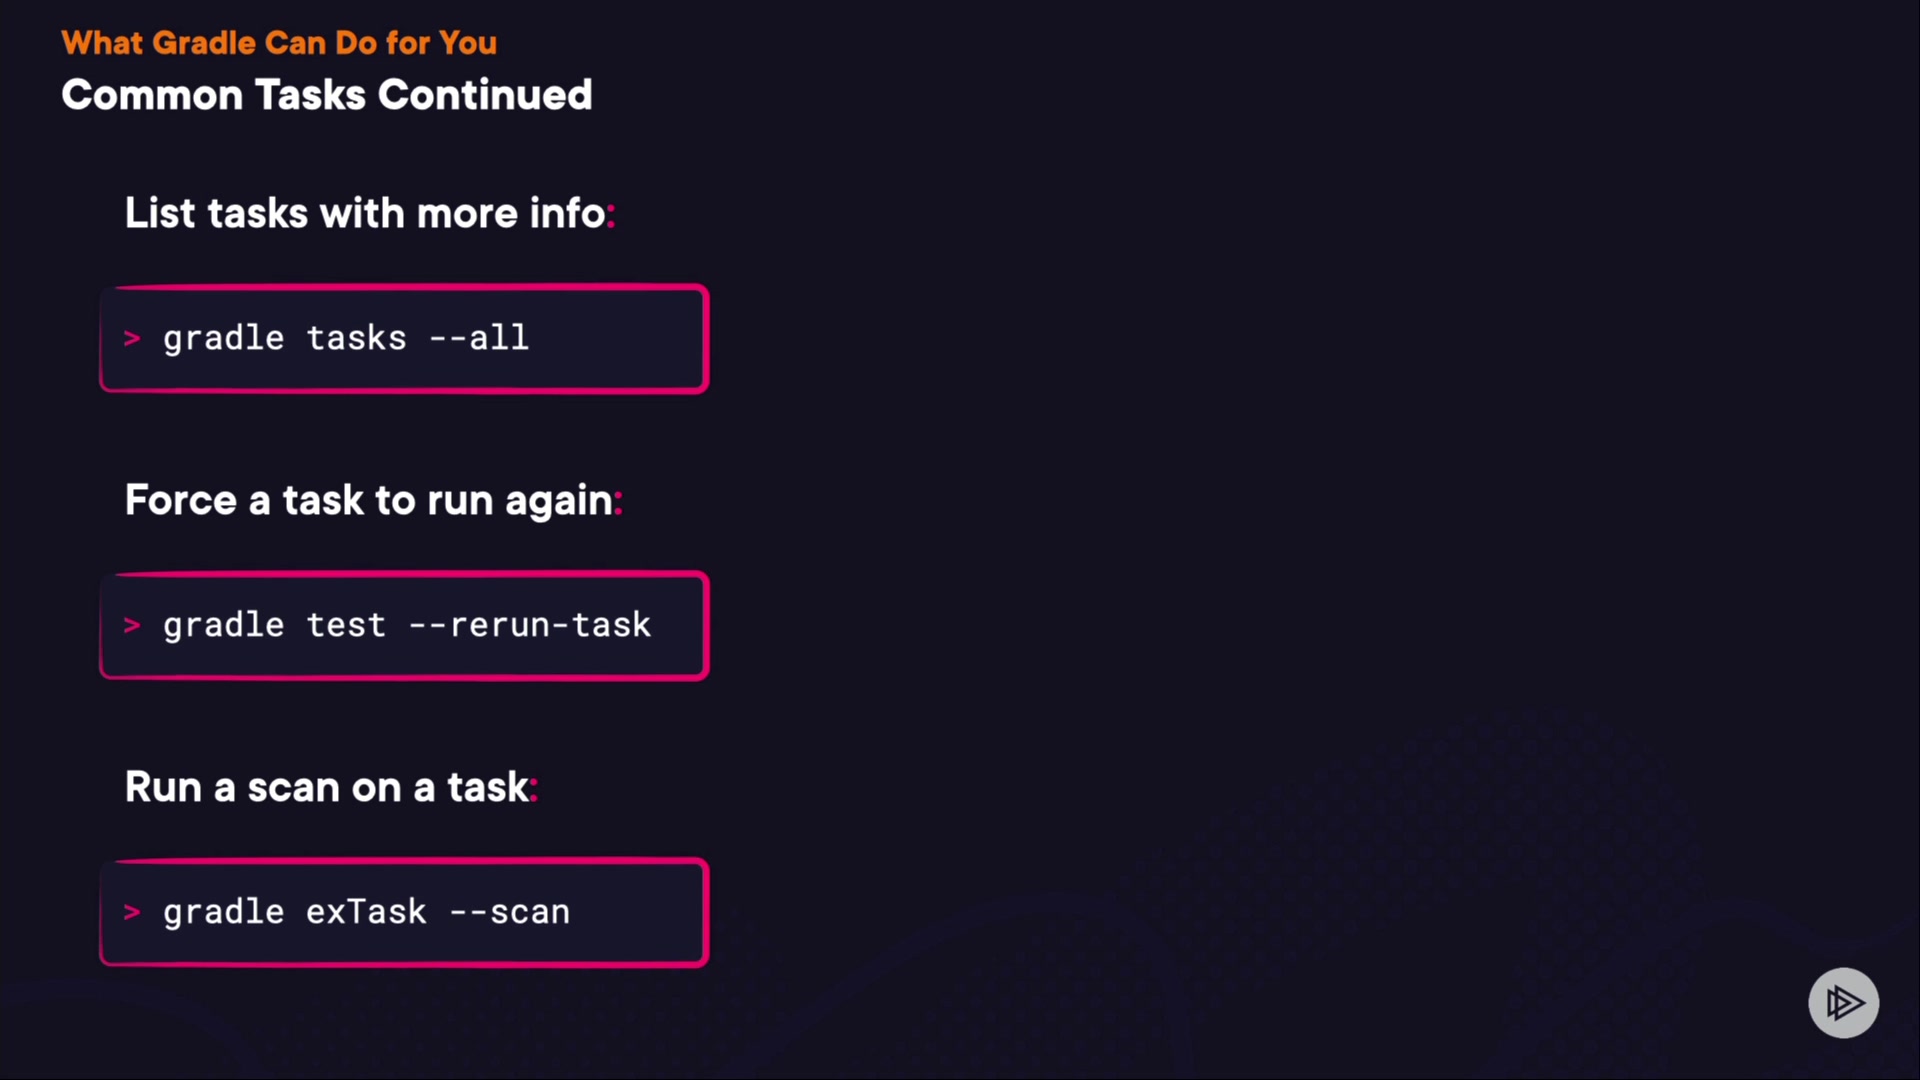 What Gradle Can Do for You
Common Tasks Continued
List tasks with more info:
> gradle tasks --all
Force a task to run again:
> gradle test --rerun-task
Run a scan on a task:
> gradle exTask --scan